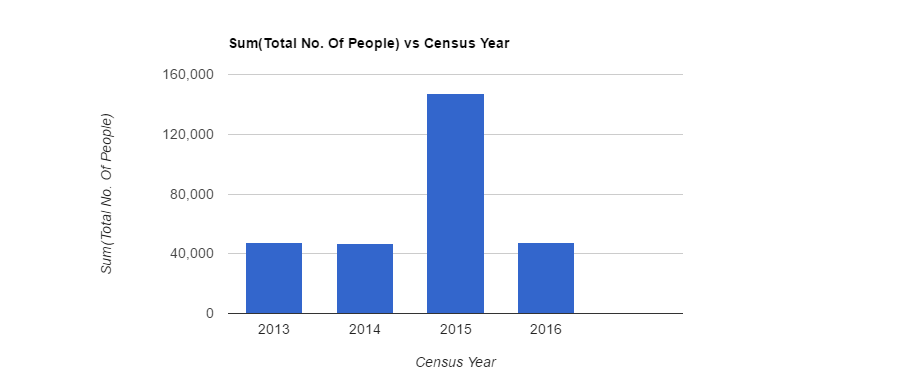 Sum(Total No. Of People) vs Census Year
Sum(Total No. Of People)
160,000
120,000
80,000
40,000
0
2013 2014 2015 2016
Census Year